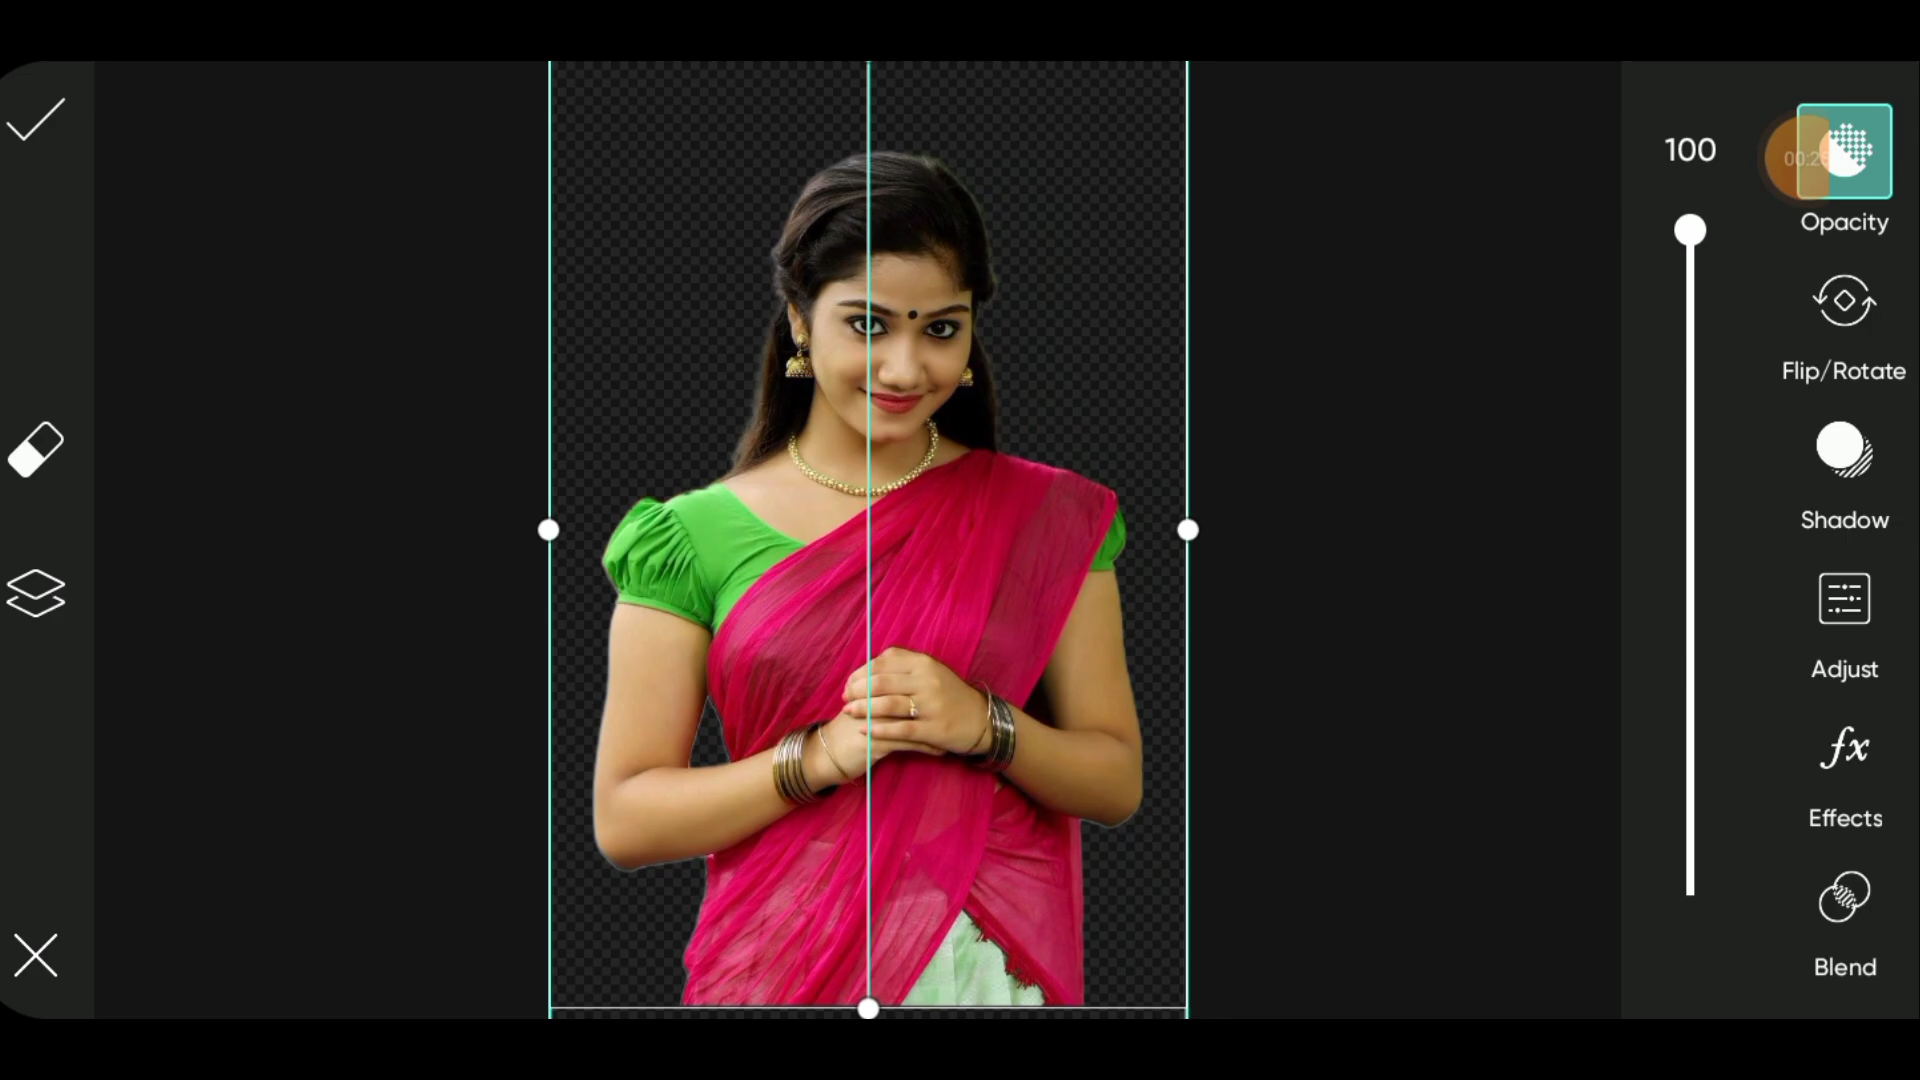 100
Opacity
Flip/Rotate
Shadow
Adjust
fx
Effects
Blend